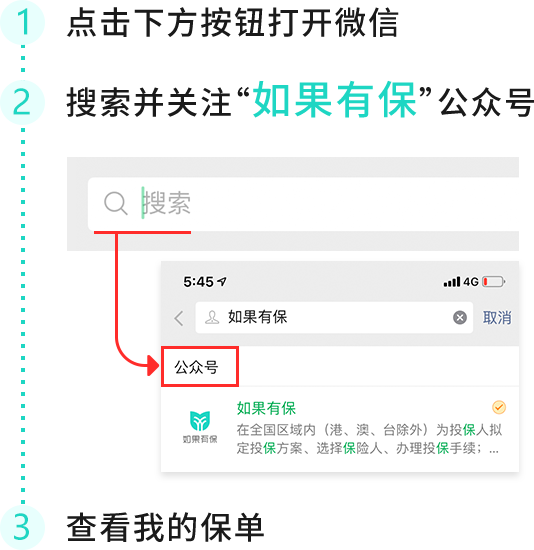 1 点击下方按钮打开微信
2 搜索并关注“如果有保”公众号
搜索
5:45 4G
如果有保 取消
公众号
如果有保
如果有保
在全国区域内（港、澳、台除外）为投保人拟
定投保方案、选择保险人、办理投保手续；...
3 查看我的保单